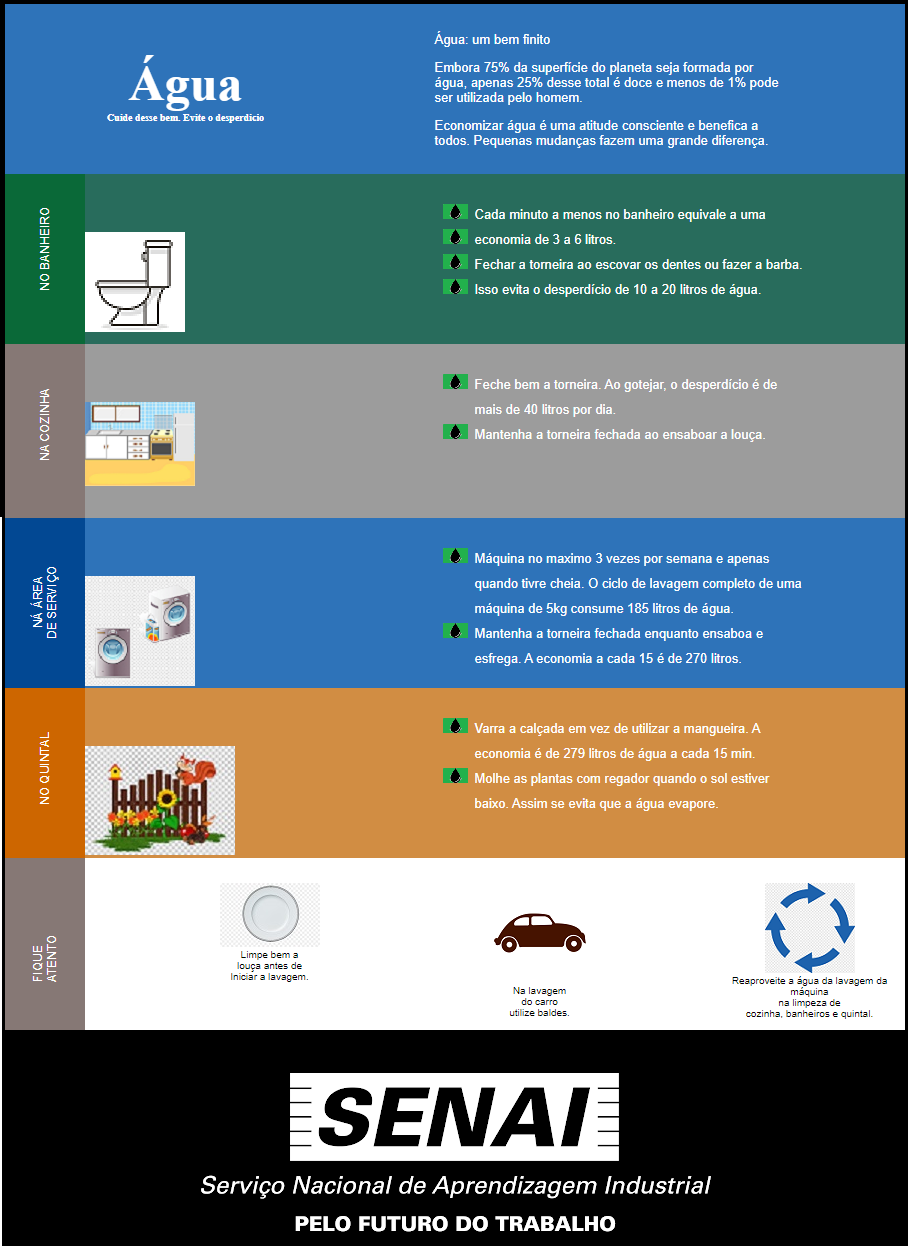 Água
Cuide desse bem. Evite o desperdício
Água: um bem finito
Embora 75% da superfície do planeta seja formada por
água, apenas 25% desse total é doce e menos de 1% pode
ser utilizada pelo homem.
Economizar água é uma atitude consciente e benefica a
todos. Pequenas mudanças fazem uma grande diferença.
NO BANHEIRO
Cada minuto a menos no banheiro equivale a uma
economia de 3 a 6 litros.
Fechar a torneira ao escovar os dentes ou fazer a barba.
Isso evita o desperdício de 10 a 20 litros de água.
NA COZINHA
Feche bem a torneira. Ao gotejar, o desperdício é de
mais de 40 litros por dia.
Mantenha a torneira fechada ao ensaboar a louça.
NÁ ÁREA
DE SERVIÇO
Máquina no maximo 3 vezes por semana e apenas
quando tivre cheia. O ciclo de lavagem completo de uma
máquina de 5kg consume 185 litros de água.
Mantenha a torneira fechada enquanto ensaboa e
esfrega. A economia a cada 15 é de 270 litros.
NO QUINTAL
Varra a calçada em vez de utilizar a mangueira. A
economia é de 279 litros de água a cada 15 min.
Molhe as plantas com regador quando o sol estiver
baixo. Assim se evita que a água evapore.
FIQUE
ATENTO
Limpe bem a
louça antes de
Iniciar a lavagem.
Na lavagem
do carro
utilize baldes.
Reaproveite a água da lavagem da
máquina
na limpeza de
cozinha, banheiros e quintal.
SENAI
Serviço Nacional de Aprendizagem Industrial
PELO FUTURO DO TRABALHO